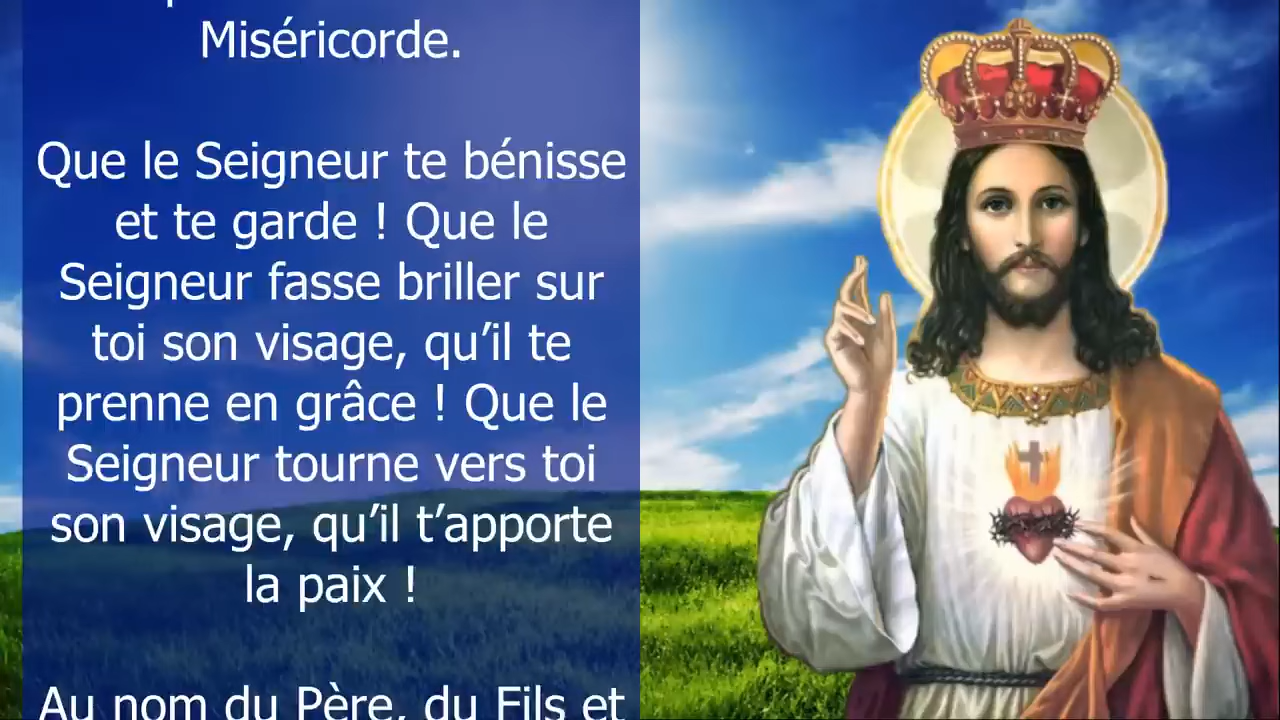 Miséricorde.
Que le Seigneur te bénisse
et te garde ! Que le
Seigneur fasse briller sur
toi son visage, qu’il te
prenne en grâce ! Que le
Seigneur tourne vers toi
son visage, qu’il t’apporte
la paix !
Au nom du Père, du Fils et